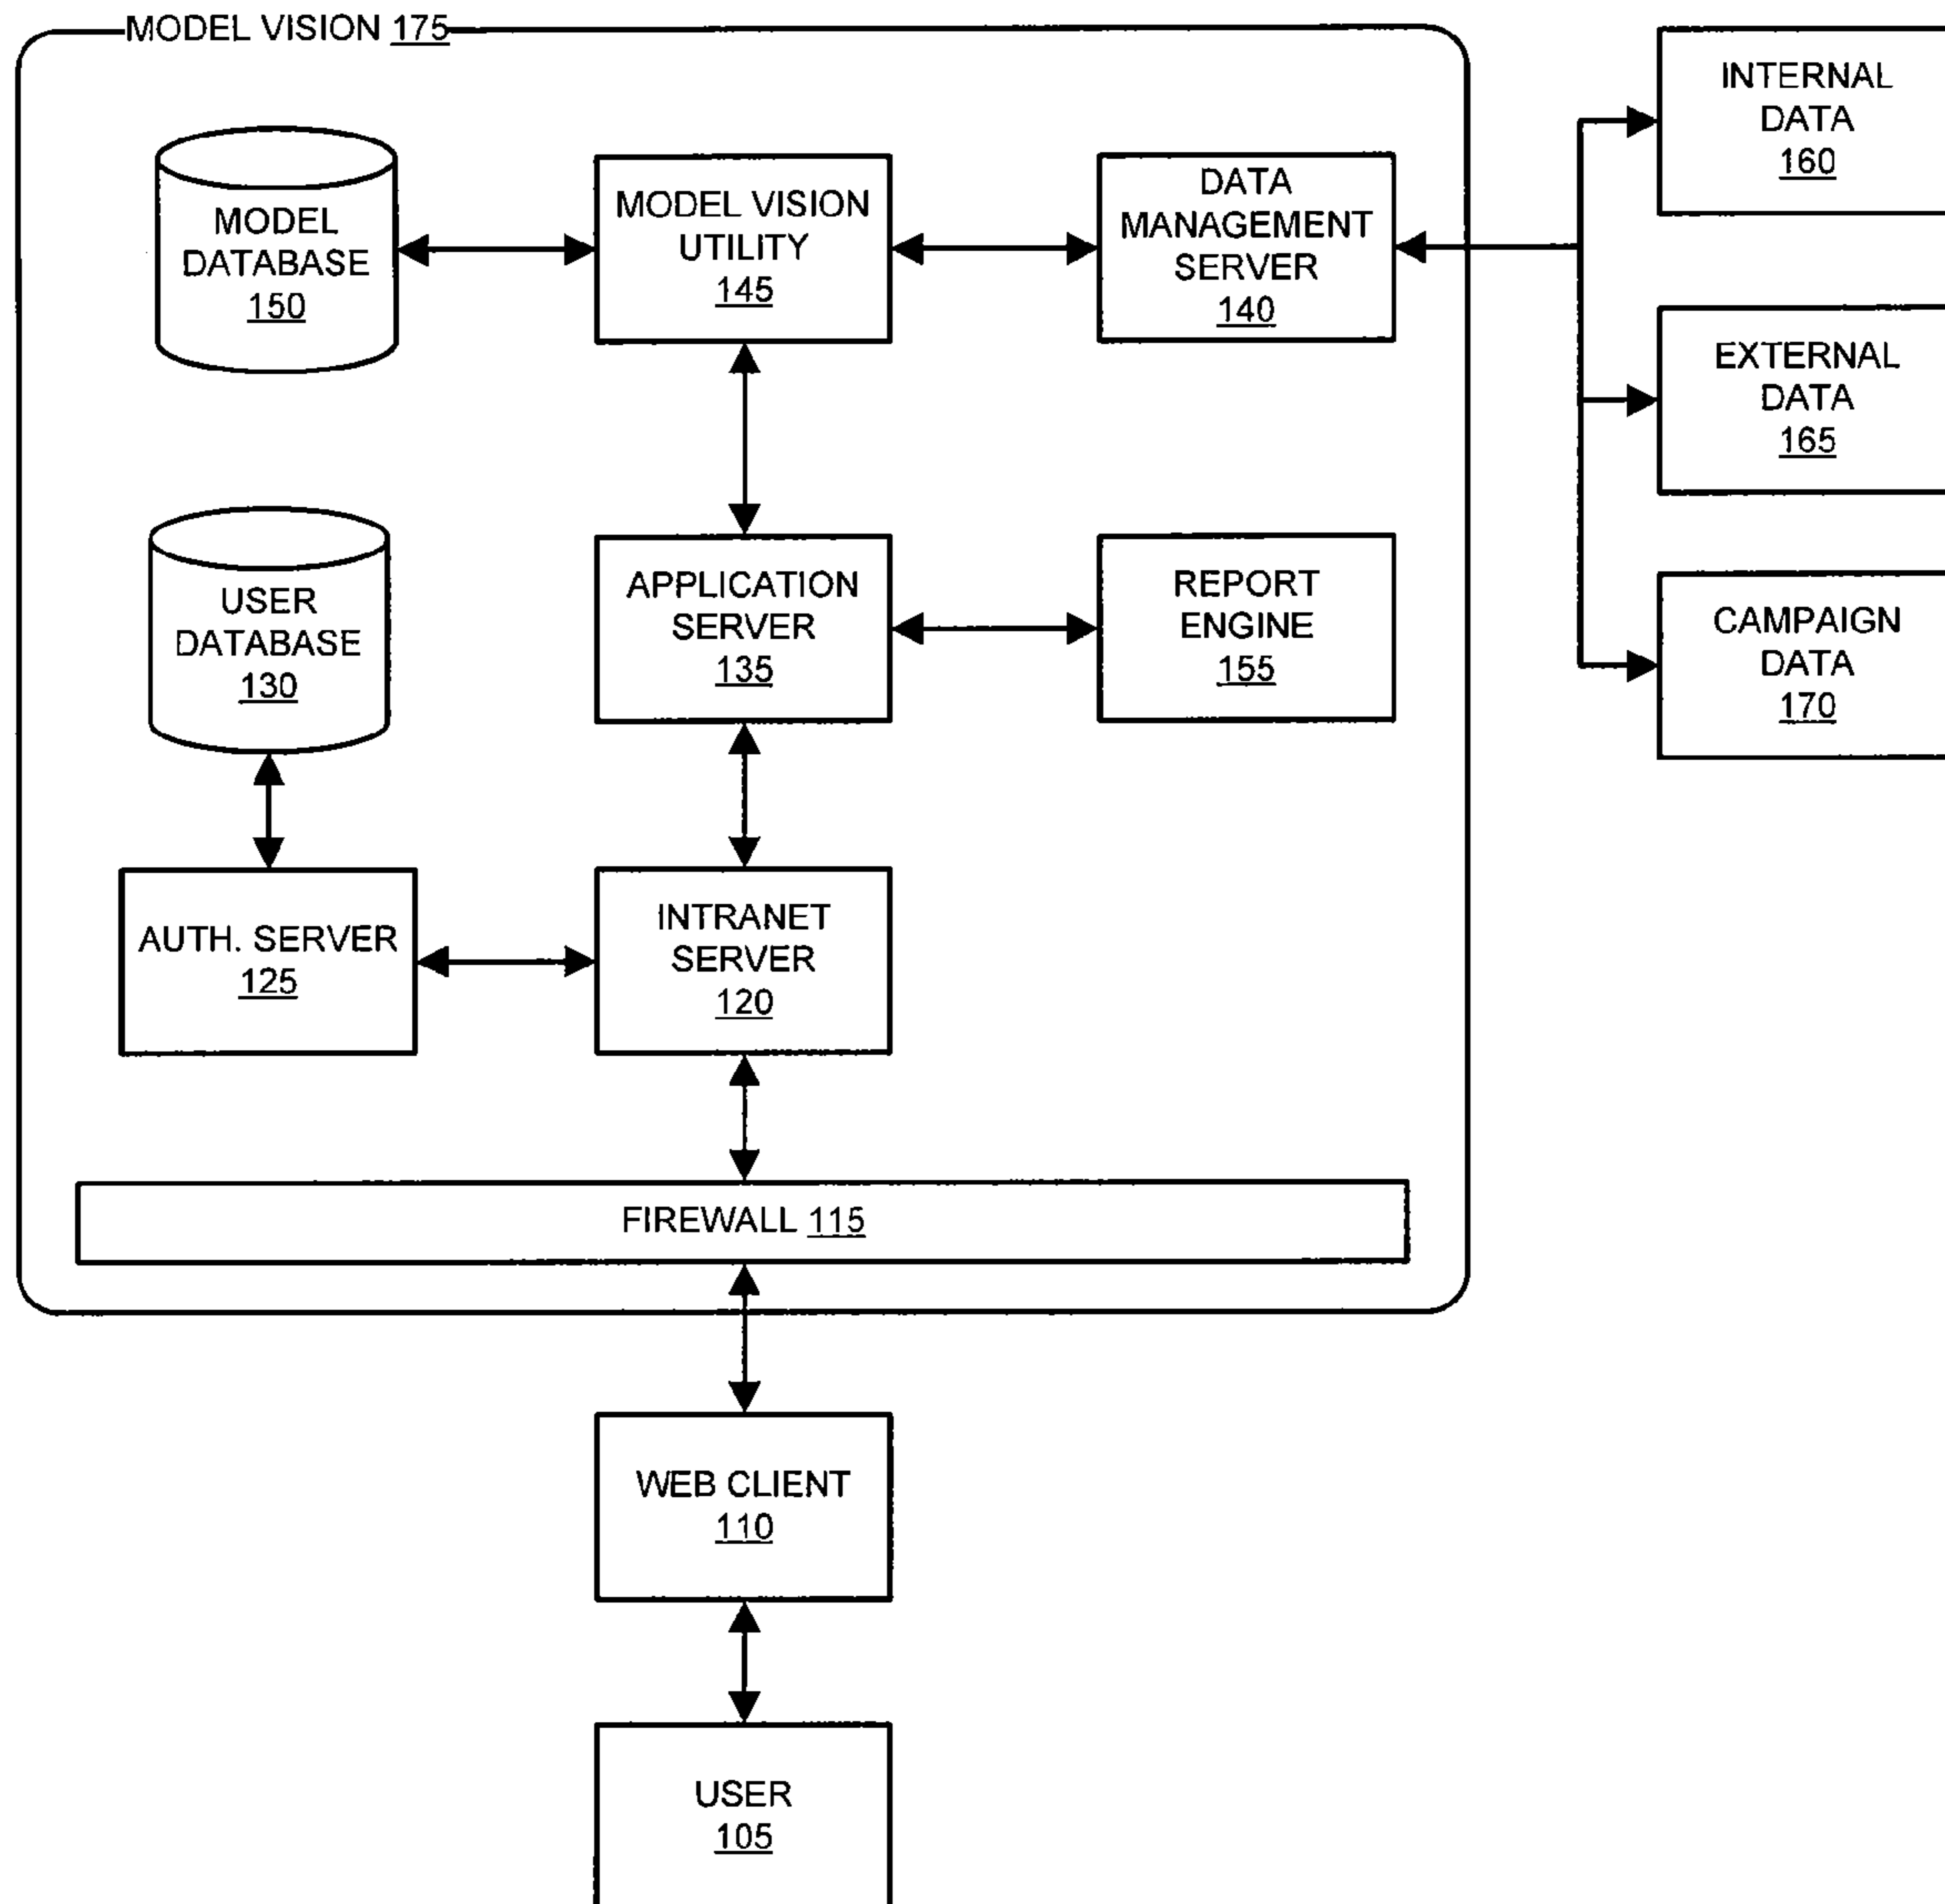 MODEL VISION 175
INTERNAL
DATA
160
MODEL
DATABASE
150
MODEL VISION
UTILITY
145
DATA
MANAGEMENT
SERVER
140
EXTERNAL
DATA
165
USER
DATABASE
130
APPLICATION
SERVER
135
REPORT
ENGINE
155
CAMPAIGN
DATA
170
AUTH. SERVER
125
INTRANET
SERVER
120
FIREWALL 115
WEB CLIENT
110
USER
105